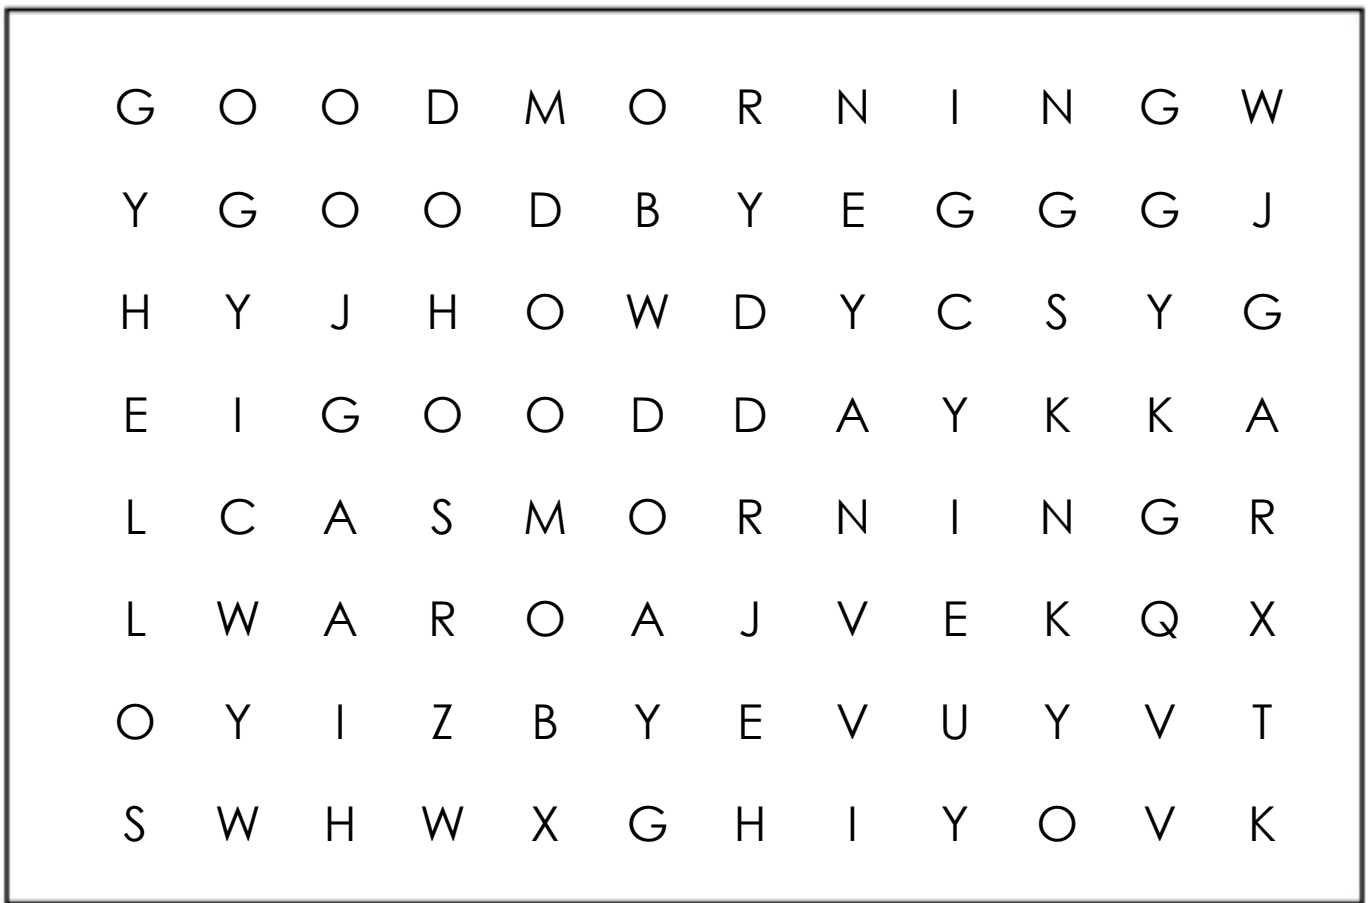 G O O D M O R N I N G W
Y G O O D B Y E G G G J
H Y J H O W D Y C S Y G
E I G O O D D A Y K K A
L C A S M O R N I N G R
L W A R O A J V E K Q X
O Y I Z B Y E V U Y V T
S W H W X G H I Y O V K